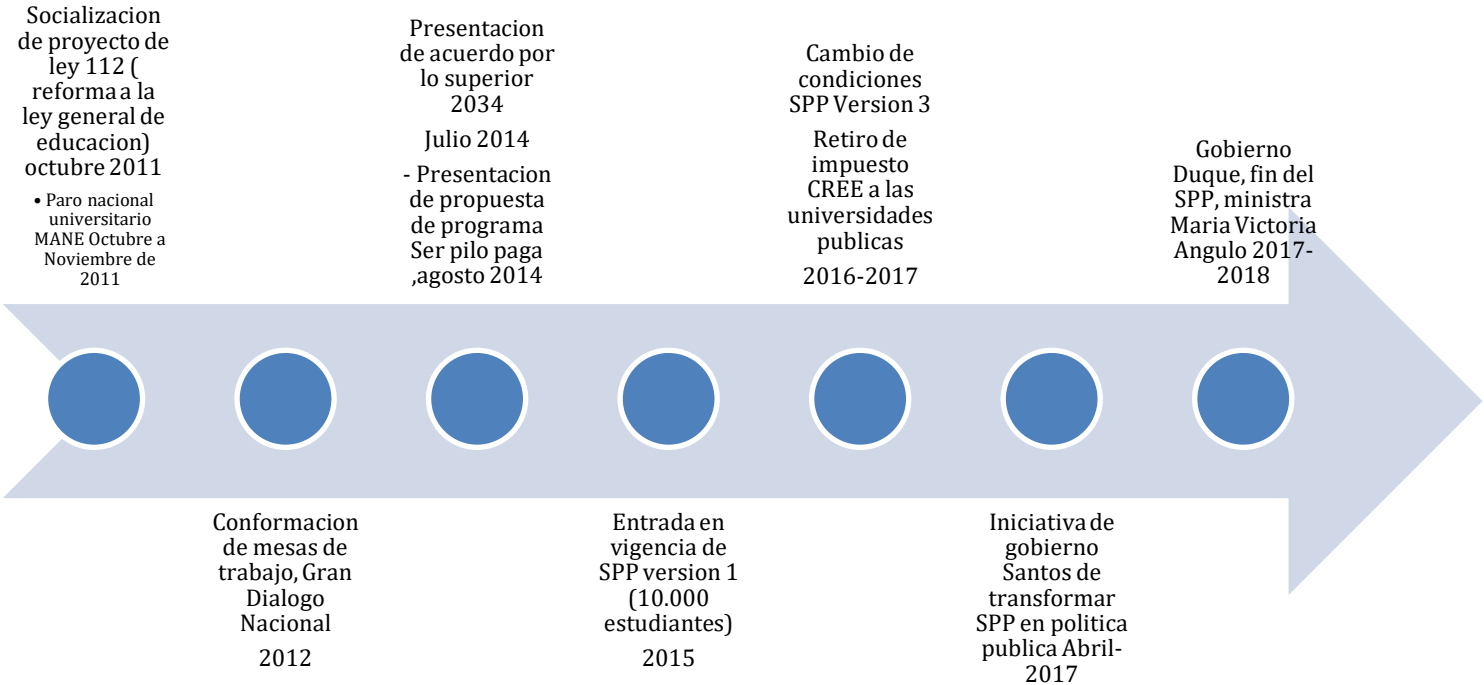 Socializacion
de proyecto de
ley 112 (
reforma a la
ley general de
educacion)
octubre 2011
• Paro nacional
universitario
MANE Octubre a
Noviembre de
2011
Conformacion
de mesas de
trabajo, Gran
Dialogo
Nacional
2012
Presentacion
de acuerdo por
lo superior
2034
Julio 2014
- Presentacion
de propuesta
de programa
Ser pilo paga
,agosto 2014
Entrada en
vigencia de
SPP version 1
(10.000
estudiantes)
2015
Cambio de
condiciones
SPP Version 3
Retiro de
impuesto
CREE a las
universidades
publicas
2016-2017
Iniciativa de
gobierno
Santos de
transformar
SPP en politica
publica Abril-
2017
Gobierno
Duque, fin del
SPP, ministra
Maria Victoria
Angulo 2017-
2018